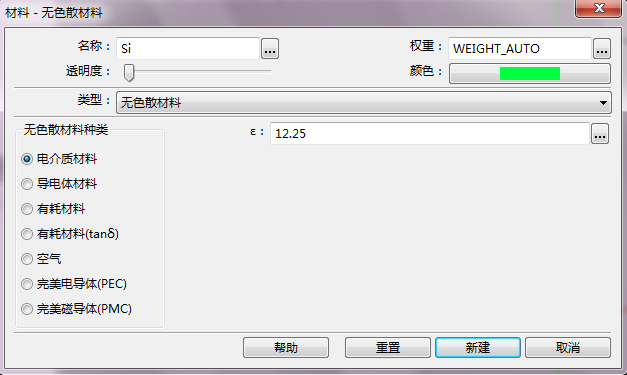 材料 - 无色散材料
名称： Si ... 权重： WEIGHT_AUTO ...
透明度： 颜色：
类型： 无色散材料
无色散材料种类 ε： 12.25 ...
电介质材料
导电体材料
有耗材料
有耗材料(tanδ)
空气
完美电导体(PEC)
完美磁导体(PMC)
帮助 重置 新建 取消